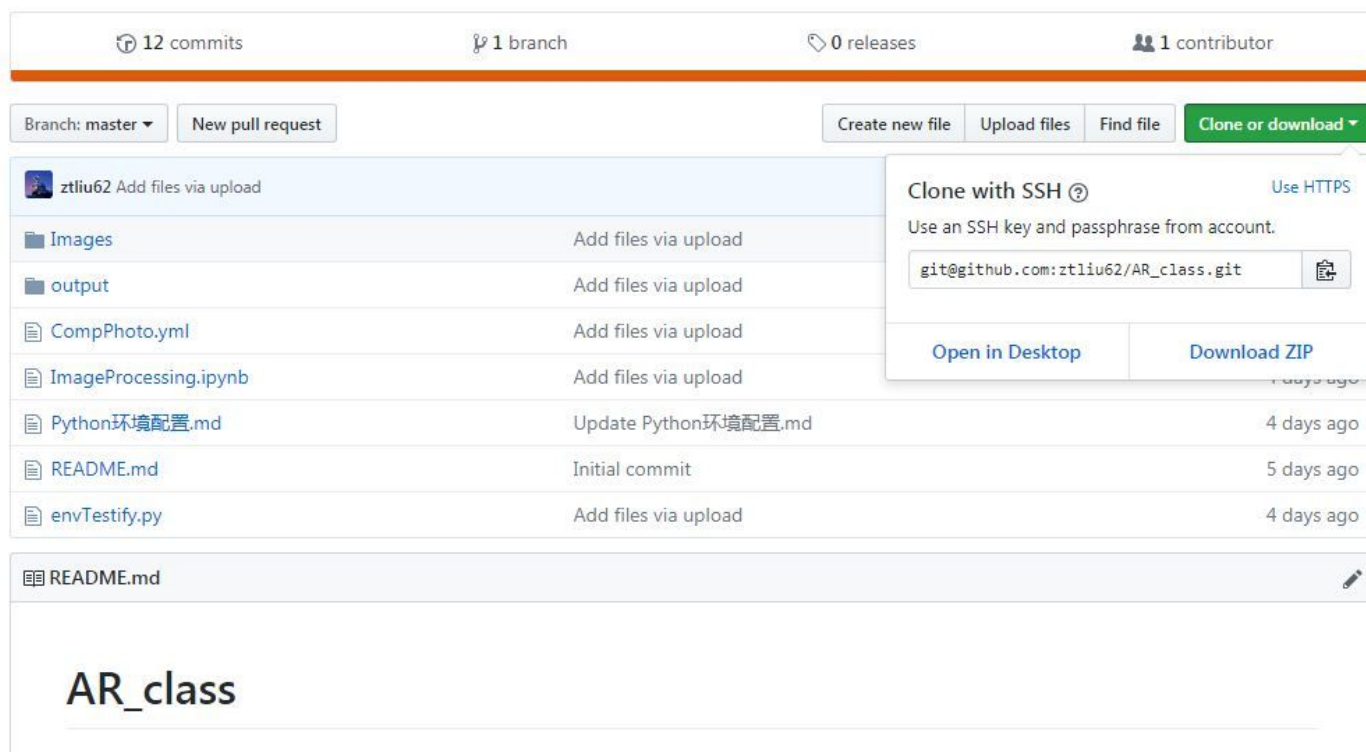 12 commits 1 branch 0 releases 1 contributor
Branch: master New pull request Create new file Upload files Find file Clone or download
ztliu62 Add files via upload
Clone with SSH Use HTTPS
Use an SSH key and passphrase from account.
git@github.com:ztliu62/AR_class.git
Open in Desktop Download ZIP
Images Add files via upload
output Add files via upload
CompPhoto.yml Add files via upload
ImageProcessing.ipynb Add files via upload
Python环境配置.md Update Python环境配置.md 4 days ago
README.md Initial commit 5 days ago
envTestify.py Add files via upload 4 days ago
README.md
AR_class